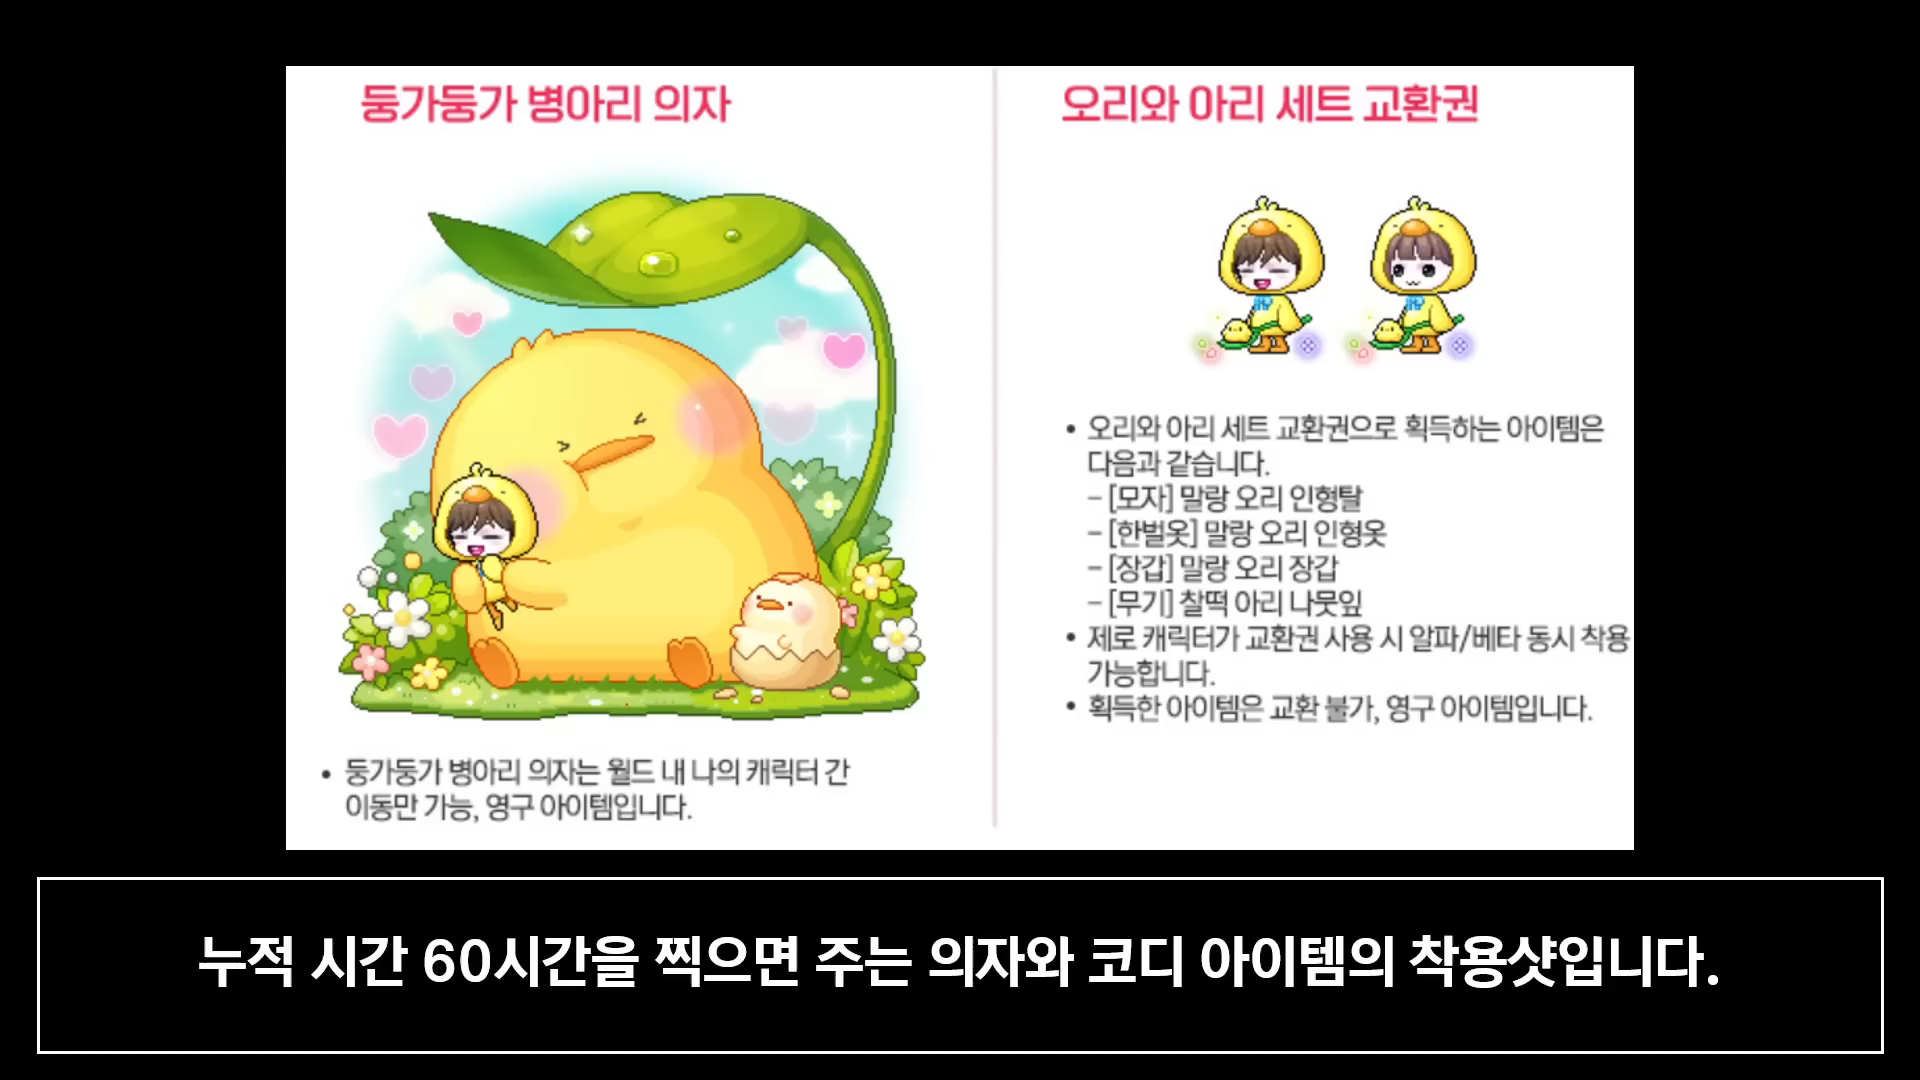 둥가둥가 병아리 의자
• 둥가둥가 병아리 의자는 월드 내 나의 캐릭터 간
이동만 가능, 영구 아이템입니다.
오리와 아리 세트 교환권
• 오리와 아리 세트 교환권으로 획득하는 아이템은
다음과 같습니다.
– [모자] 말랑 오리 인형탈
– [한벌옷] 말랑 오리 인형옷
– [장갑] 말랑 오리 장갑
– [무기] 찰떡 아리 나뭇잎
• 제로 캐릭터가 교환권 사용 시 알파/베타 동시 착용
가능합니다.
• 획득한 아이템은 교환 불가, 영구 아이템입니다.
누적 시간 60시간을 찍으면 주는 의자와 코디 아이템의 착용샷입니다.